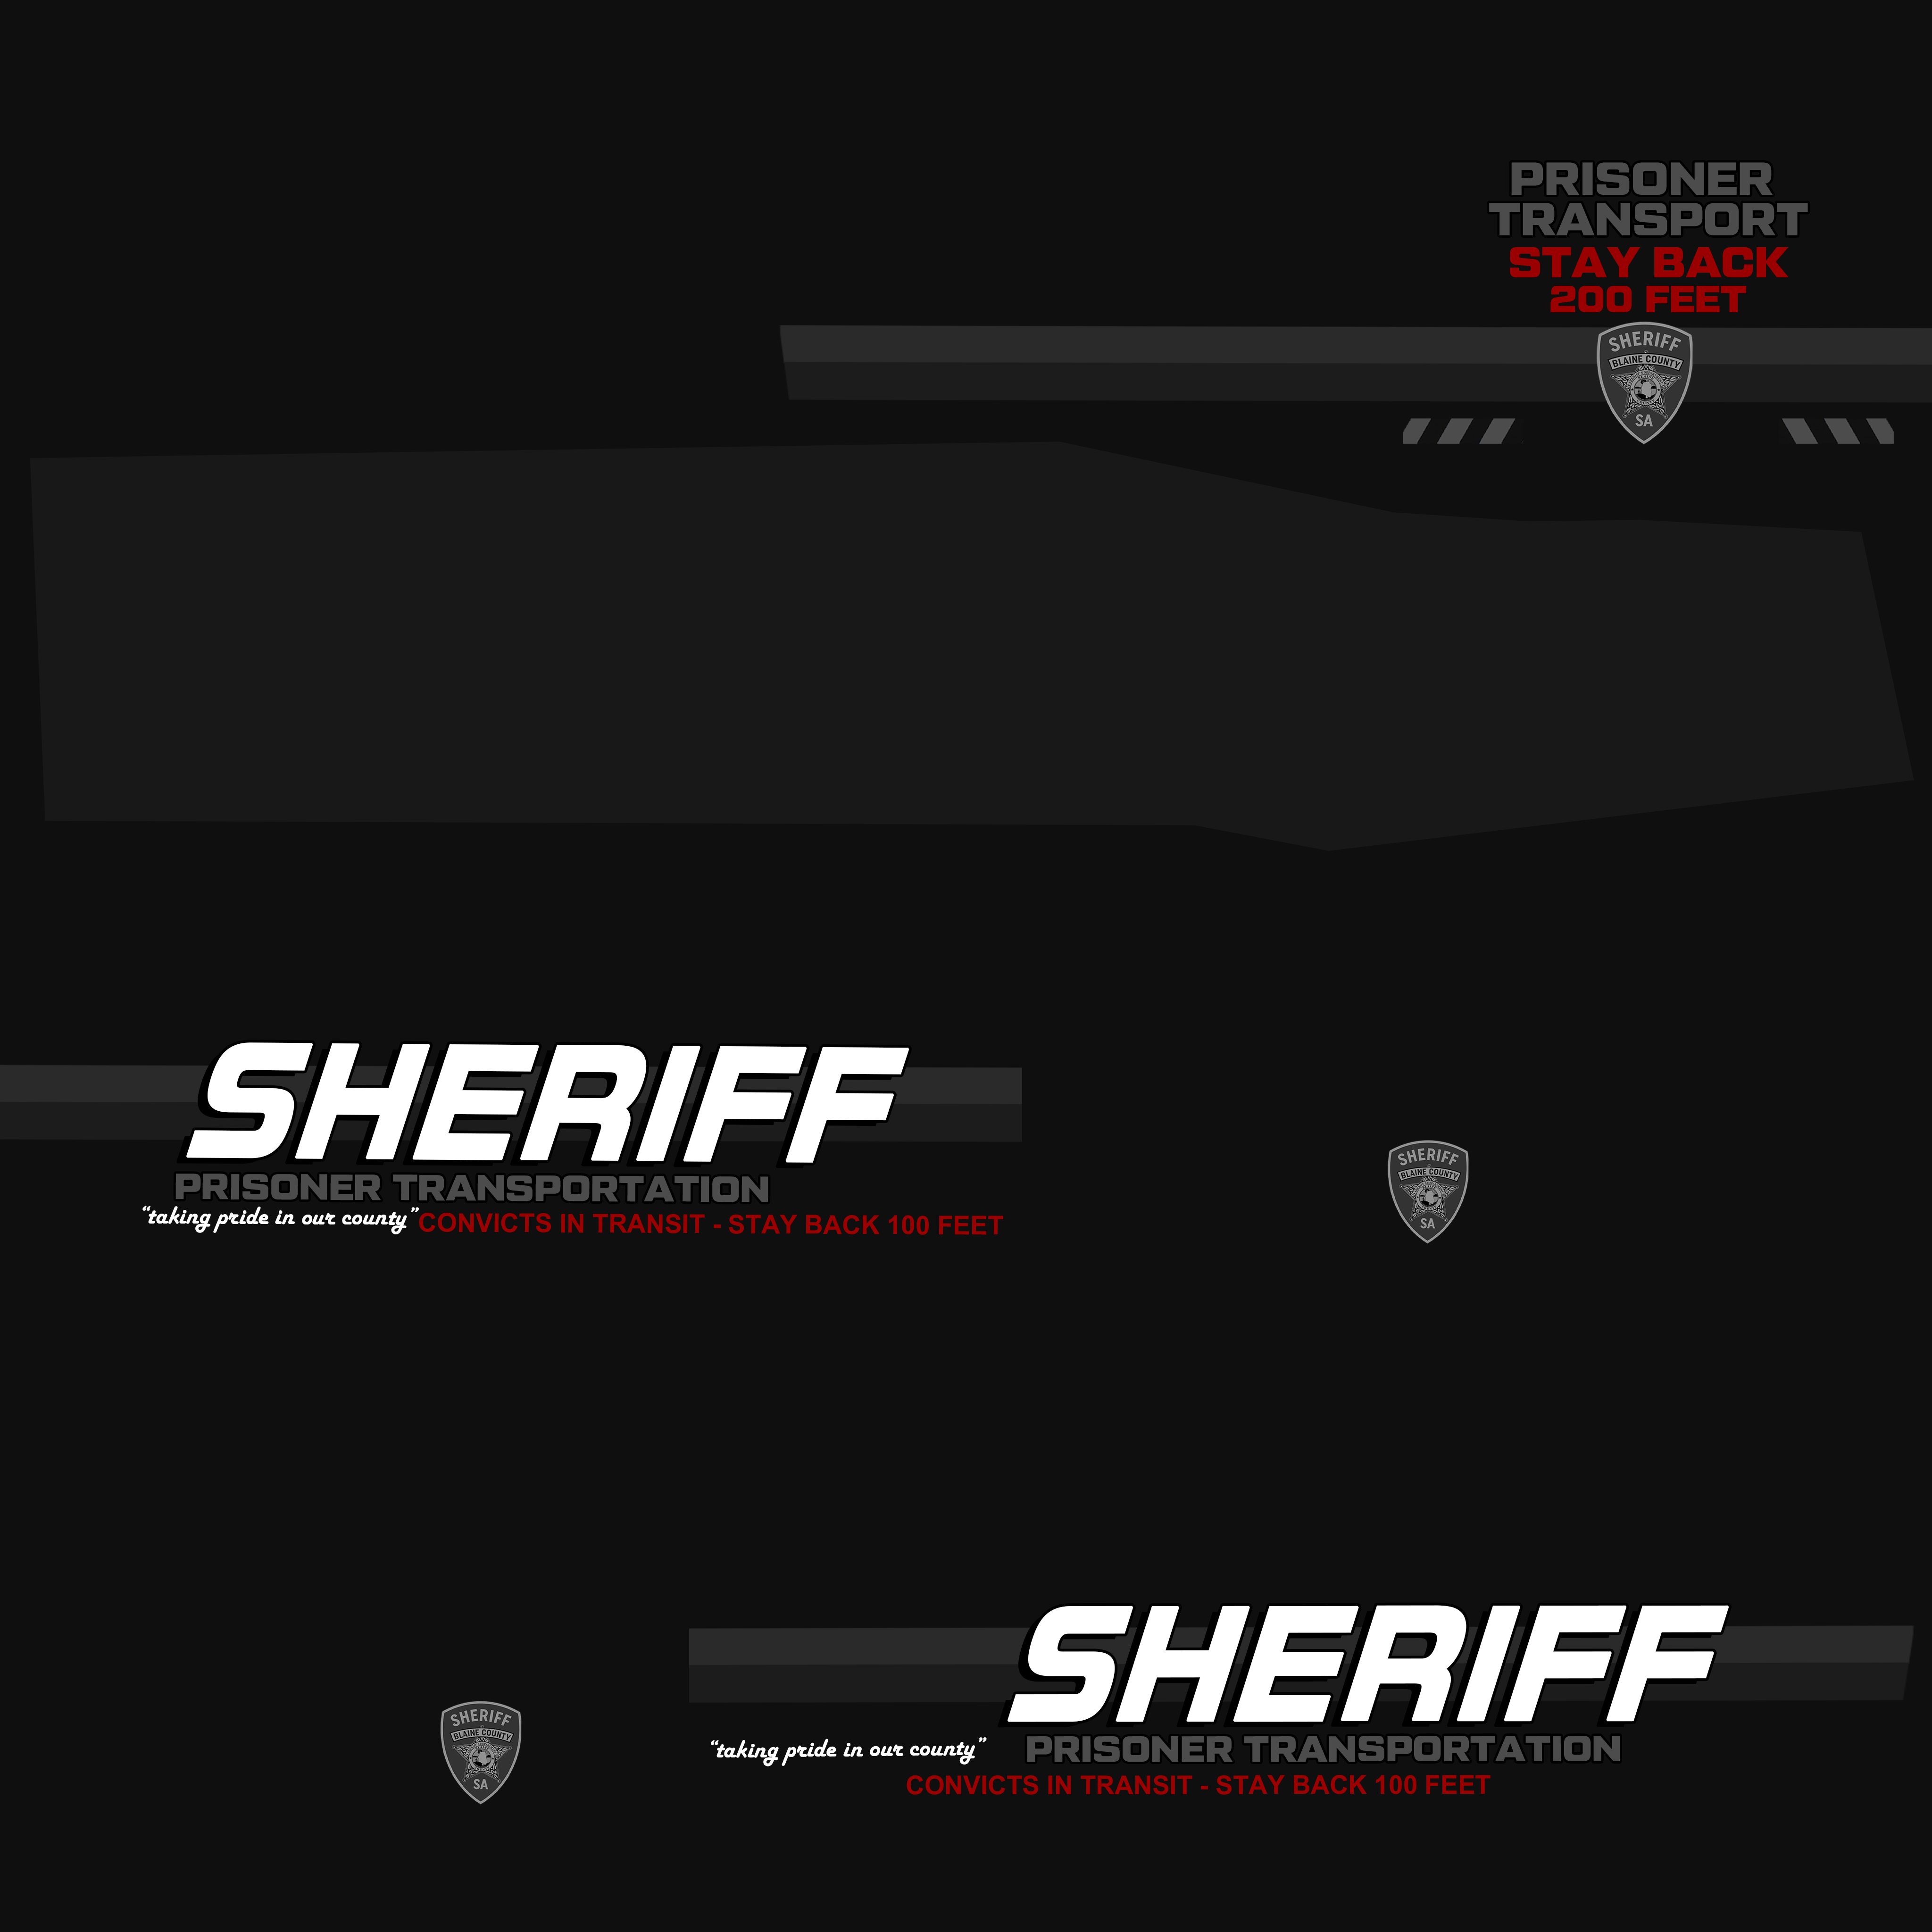 PRISONER
TRANSPORT
STAY BACK
200 FEET
SHERIFF
BLAINE COUNTY
SA
SHERIFF
PRISONER TRANSPORTATION
“taking pride in our county” CONVICTS IN TRANSIT - STAY BACK 100 FEET
SHERIFF
BLAINE COUNTY
SA
SHERIFF
PRISONER TRANSPORTATION
“taking pride in our county”
CONVICTS IN TRANSIT - STAY BACK 100 FEET
SHERIFF
BLAINE COUNTY
SA